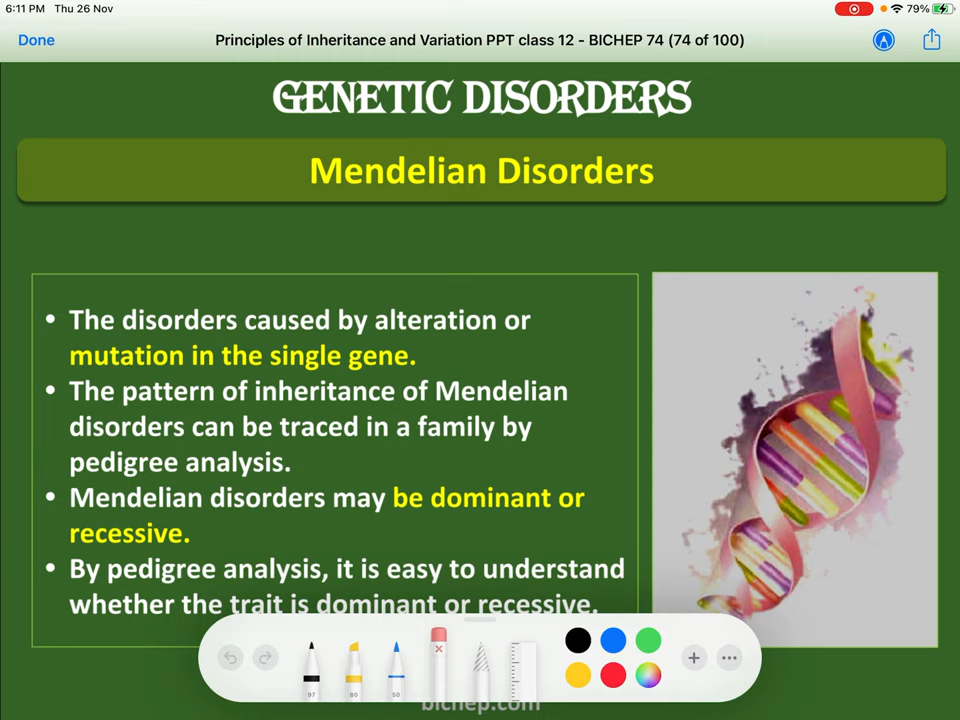 6:11 PM Thu 26 Nov
79%
Done
Principles of Inheritance and Variation PPT class 12 - BICHEP 74 (74 of 100)
GENETIC DISORDERS
Mendelian Disorders
• The disorders caused by alteration or
mutation in the single gene.
• The pattern of inheritance of Mendelian
disorders can be traced in a family by
pedigree analysis.
• Mendelian disorders may be dominant or
recessive.
• By pedigree analysis, it is easy to understand
whether the trait is dominant or recessive.
97
80
50
bichep.com